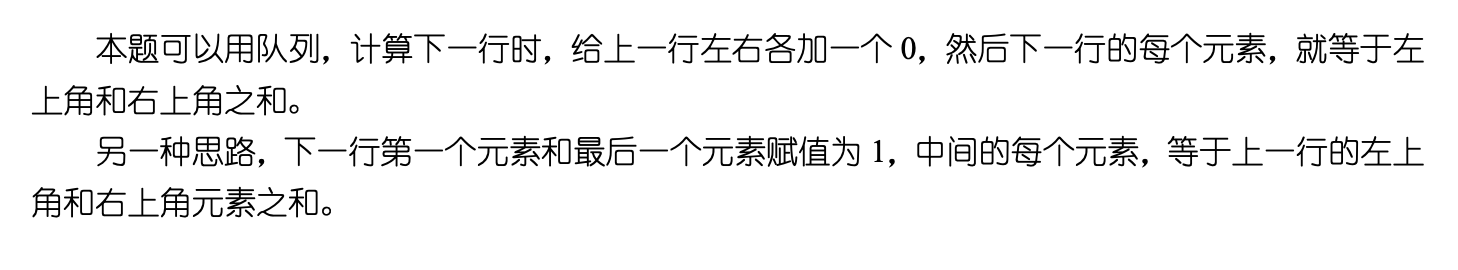 本题可以用队列，计算下一行时，给上一行左右各加一个 0，然后下一行的每个元素，就等于左
上角和右上角之和。
另一种思路，下一行第一个元素和最后一个元素赋值为 1，中间的每个元素，等于上一行的左上
角和右上角元素之和。